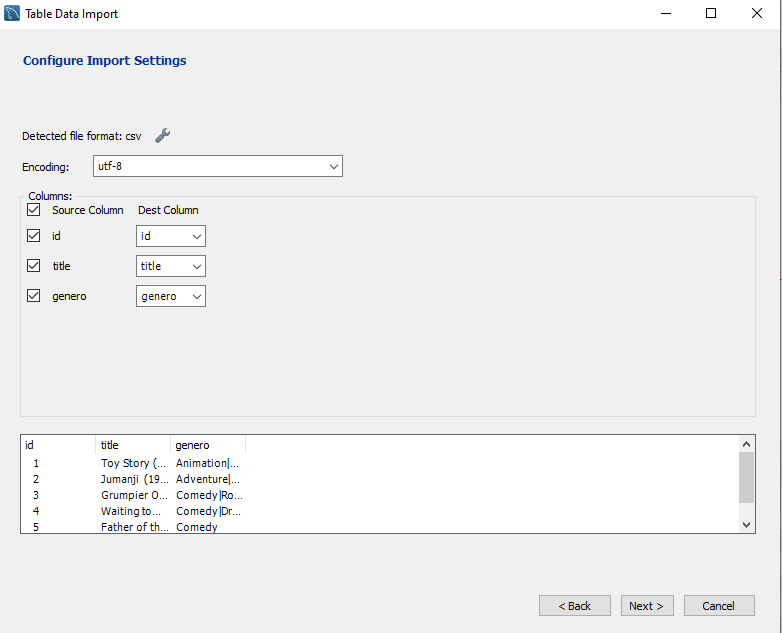 Table Data Import
Configure Import Settings
Detected file format: csv
Encoding: utf-8
Columns:
Source Column Dest Column
id id
title title
genero genero
id title genero
1 Toy Story (... Animation|...
2 Jumanji (19... Adventure|...
3 Grumpier O... Comedy|Ro...
4 Waiting to... Comedy|Dr...
5 Father of th... Comedy
< Back Next > Cancel